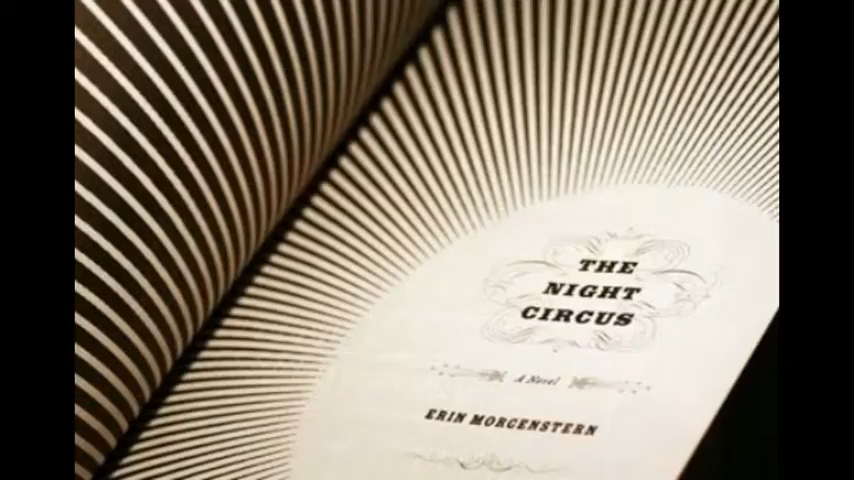 THE
NIGHT
CIRCUS
A Novel
ERIN MORGENSTERN